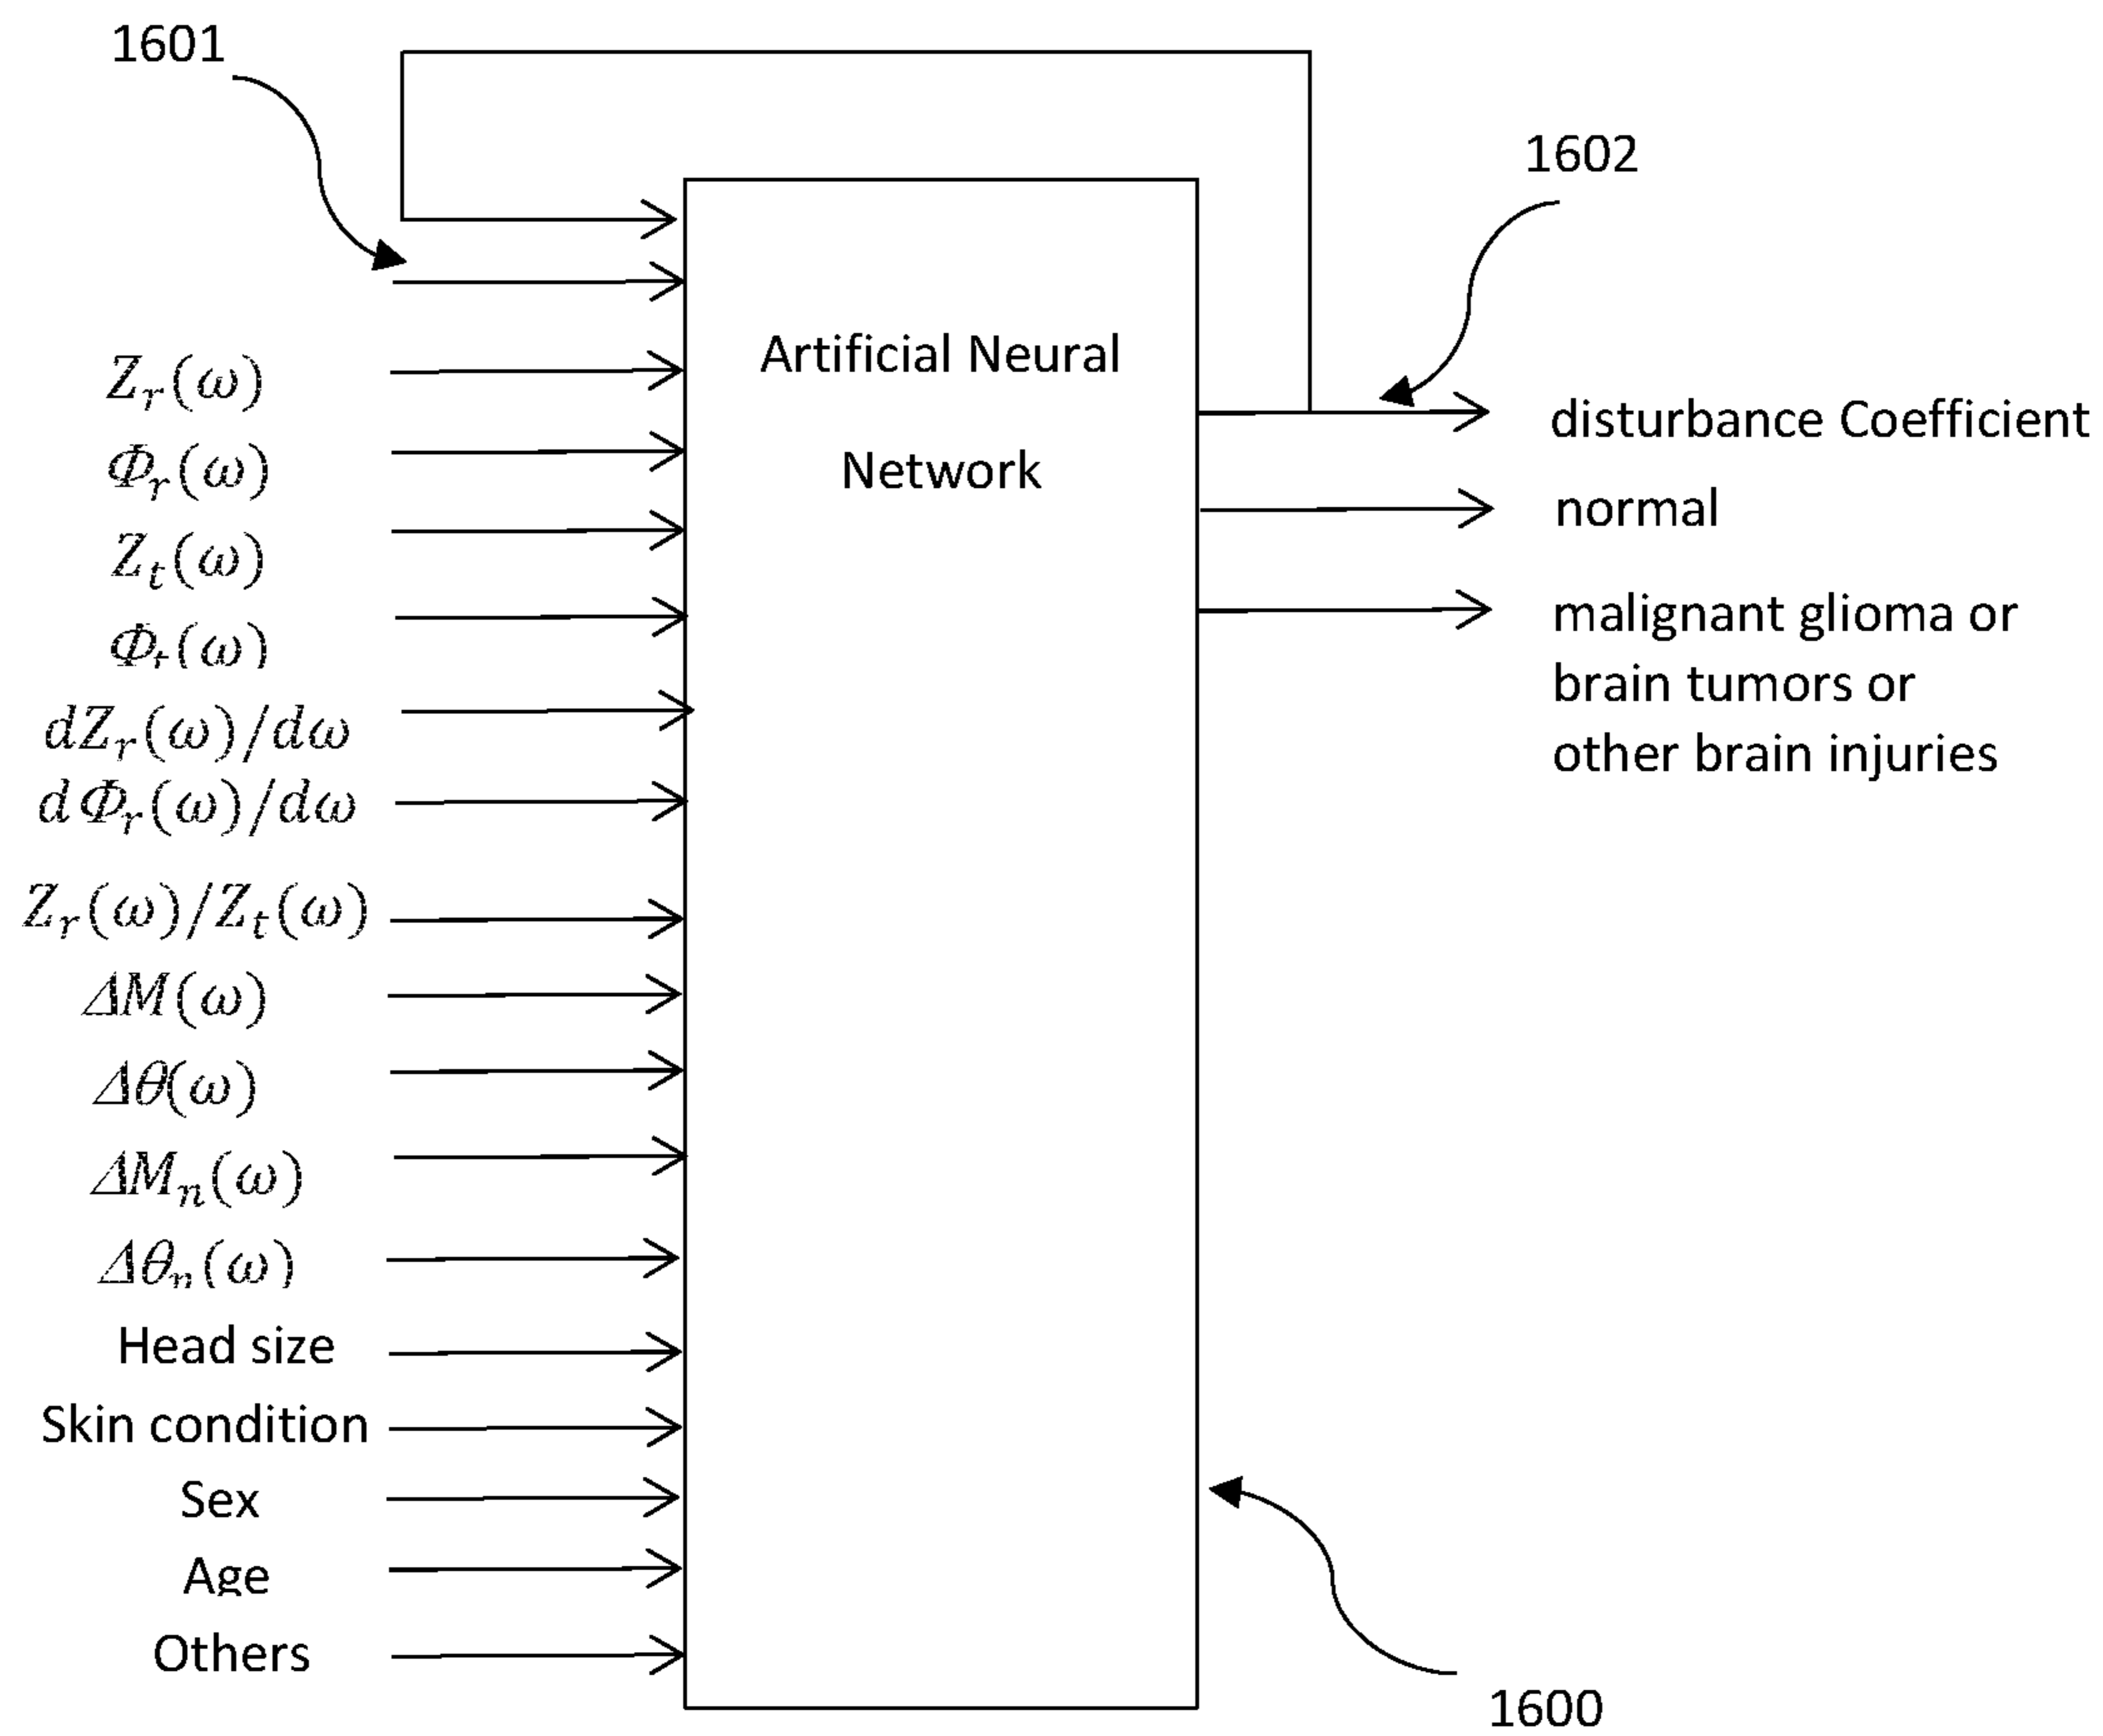 1601
1602
Artificial Neural
Network
Z_r(ω)
Φ_r(ω)
Z_t(ω)
Φ_t(ω)
dZ_r(ω)/dω
dΦ_r(ω)/dω
Z_r(ω)/Z_t(ω)
ΔM(ω)
Δθ(ω)
ΔM_n(ω)
Δθ_n(ω)
Head size
Skin condition
Sex
Age
Others
disturbance Coefficient
normal
malignant glioma or
brain tumors or
other brain injuries
1600